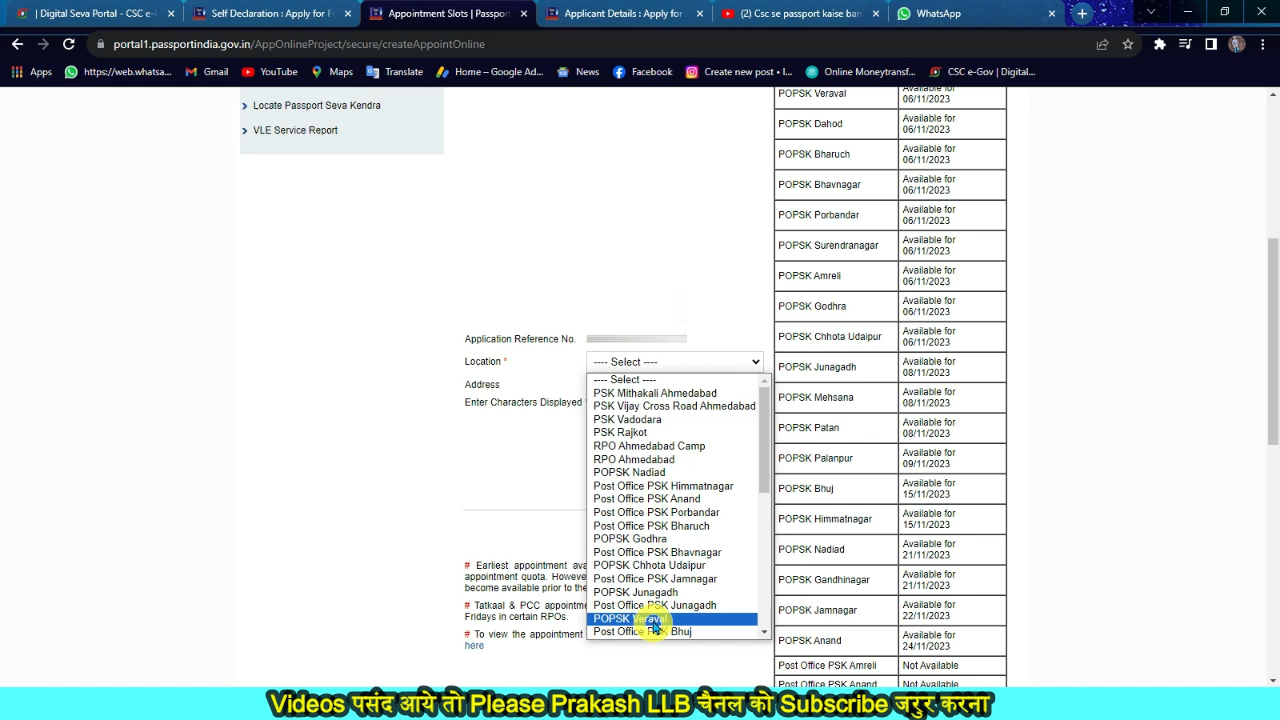 | Digital Seva Portal - CSC e-G
Self Declaration : Apply for F
Appointment Slots | Passport
Applicant Details : Apply for
(2) Csc se passport kaise ban
WhatsApp
portal1.passportindia.gov.in/AppOnlineProject/secure/createAppointOnline
Apps
https://web.whatsa...
Gmail
YouTube
Maps
Translate
Home – Google Ad...
News
Facebook
Create new post • I...
Online Moneytransf...
CSC e-Gov | Digital...
Locate Passport Seva Kendra
VLE Service Report
POPSK Veraval Available for 06/11/2023
POPSK Dahod Available for 06/11/2023
POPSK Bharuch Available for 06/11/2023
POPSK Bhavnagar Available for 06/11/2023
POPSK Porbandar Available for 06/11/2023
POPSK Surendranagar Available for 06/11/2023
POPSK Amreli Available for 06/11/2023
POPSK Godhra Available for 06/11/2023
POPSK Chhota Udaipur Available for 06/11/2023
POPSK Junagadh Available for 08/11/2023
POPSK Mehsana Available for 08/11/2023
POPSK Patan Available for 08/11/2023
POPSK Palanpur Available for 09/11/2023
POPSK Bhuj Available for 15/11/2023
POPSK Himmatnagar Available for 15/11/2023
POPSK Nadiad Available for 21/11/2023
POPSK Gandhinagar Available for 21/11/2023
POPSK Jamnagar Available for 22/11/2023
POPSK Anand Available for 24/11/2023
Post Office PSK Amreli Not Available
Post Office PSK Anand Not Available
Application Reference No.
Location * ---- Select ----
Address
Enter Characters Displayed
---- Select ----
PSK Mithakali Ahmedabad
PSK Vijay Cross Road Ahmedabad
PSK Vadodara
PSK Rajkot
RPO Ahmedabad Camp
RPO Ahmedabad
POPSK Nadiad
Post Office PSK Himmatnagar
Post Office PSK Anand
Post Office PSK Porbandar
Post Office PSK Bharuch
POPSK Godhra
Post Office PSK Bhavnagar
POPSK Chhota Udaipur
Post Office PSK Jamnagar
POPSK Junagadh
Post Office PSK Junagadh
POPSK Veraval
Post Office PSK Bhuj
# Earliest appointment ava
appointment quota. Howeve
become available prior to the
# Tatkaal & PCC appointme
Fridays in certain RPOs.
# To view the appointment
here
Videos पसंद आये तो Please Prakash LLB चैनल को Subscribe जरुर करना